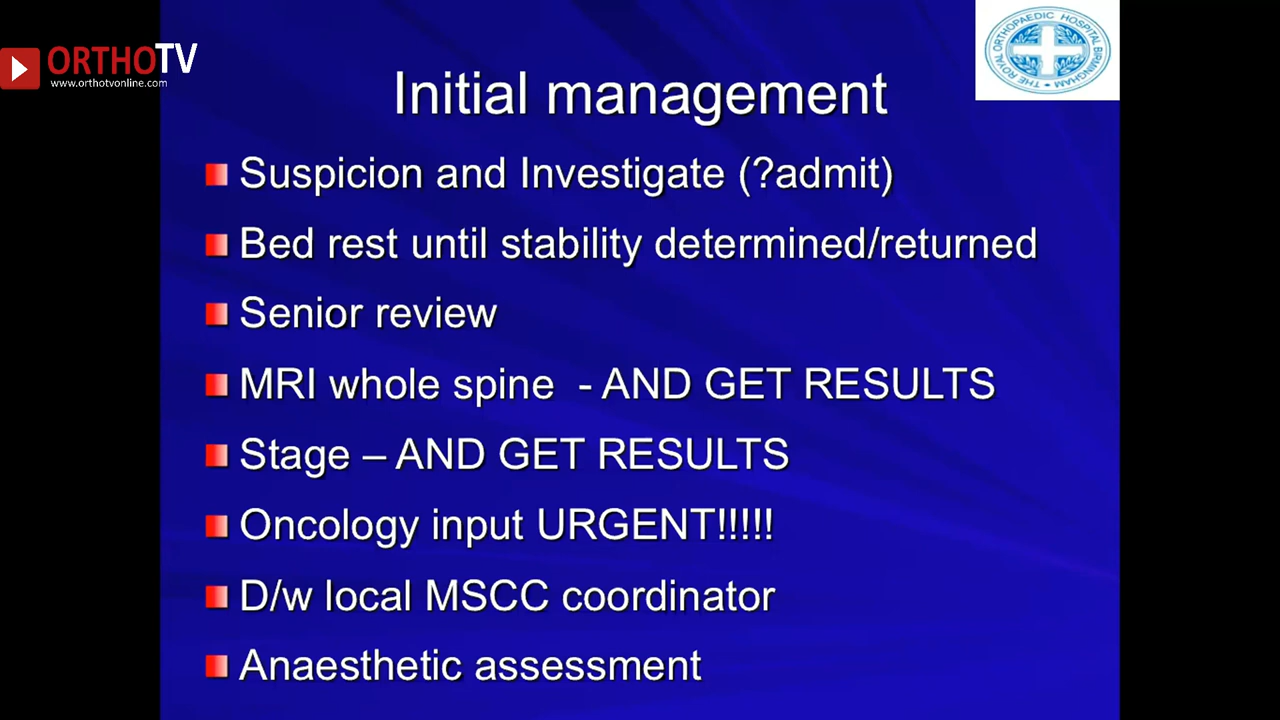 ORTHOTV
www.orthotvonline.com
THE ROYAL ORTHOPAEDIC HOSPITAL BIRMINGHAM
Initial management
Suspicion and Investigate (?admit)
Bed rest until stability determined/returned
Senior review
MRI whole spine - AND GET RESULTS
Stage – AND GET RESULTS
Oncology input URGENT!!!!!
D/w local MSCC coordinator
Anaesthetic assessment